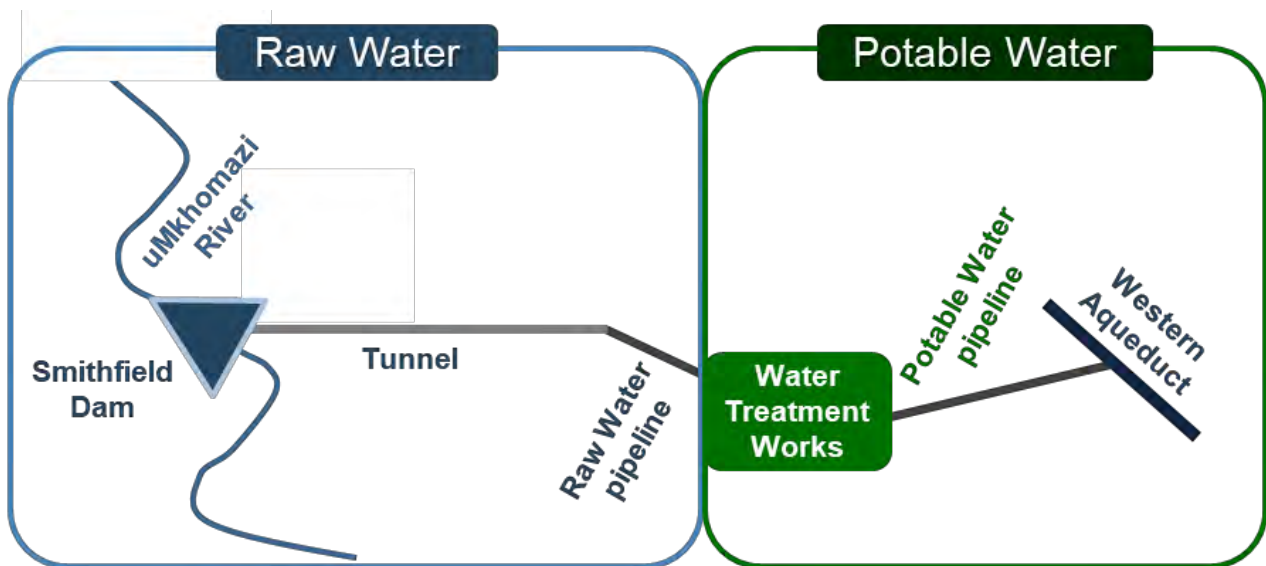 Raw Water
Potable Water
uMkhomazi
River
Smithfield
Dam
Tunnel
Raw Water
pipeline
Water
Treatment
Works
Potable Water
pipeline
Western
Aqueduct